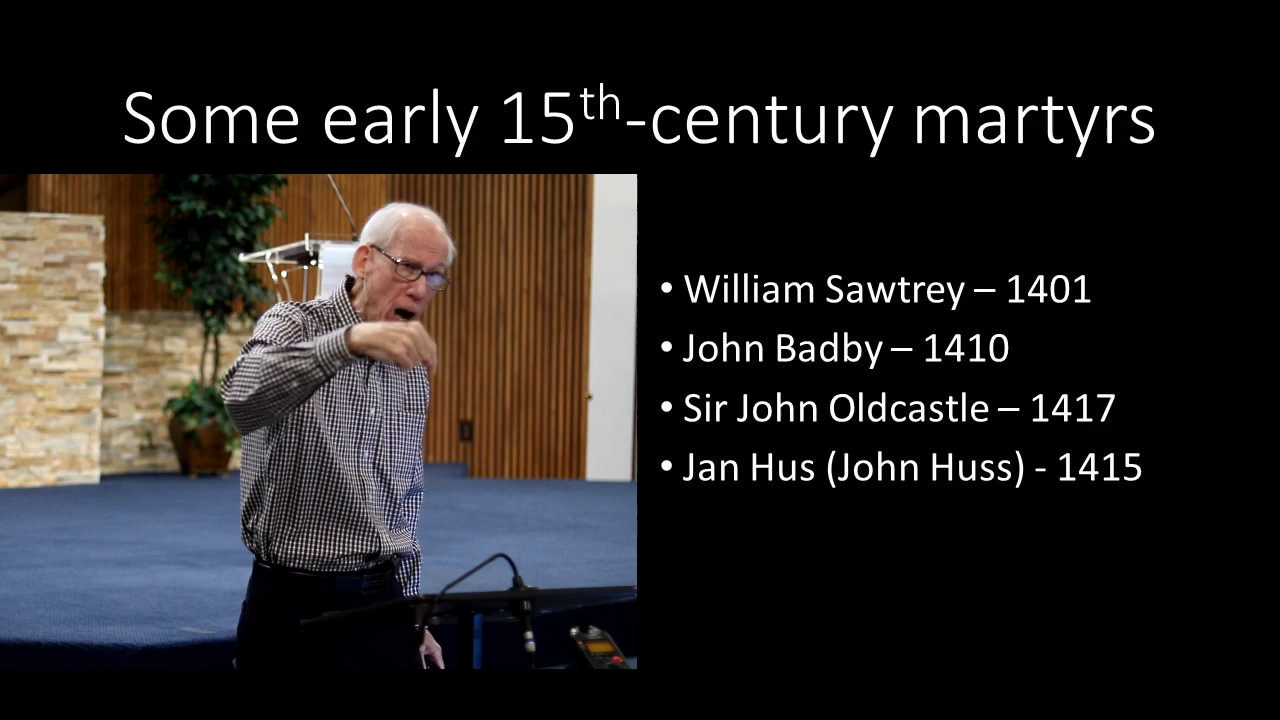 Some early 15th-century martyrs
• William Sawtrey – 1401
• John Badby – 1410
• Sir John Oldcastle – 1417
• Jan Hus (John Huss) - 1415